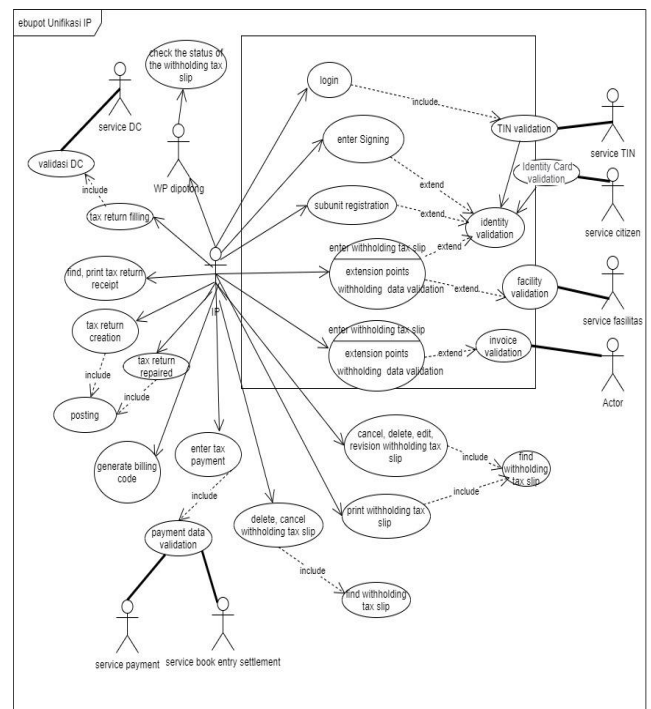 ebupot Unifikasi IP
check the status of
the withholding tax
slip
service DC
login
include
TIN validation
service TIN
validasi DC
WP dipotong
enter Signing
Identity Card
validation
include
extend
service citizen
tax return filling
subunit registration
extend
identity
validation
enter withholding tax slip
extend
extension points
withholding data validation
extend
facility
validation
service fasilitas
find, print tax return
receipt
IP
enter withholding tax slip
extension points
withholding data validation
extend
invoice
validation
Actor
tax return
creation
tax return
repaired
include
include
posting
generate billing
code
enter tax
payment
include
cancel, delete, edit,
revision withholding tax
slip
include
find
withholding
tax slip
include
print withholding tax
slip
delete, cancel
withholding tax slip
payment data
validation
include
find withholding
tax slip
service payment
service book entry settlement